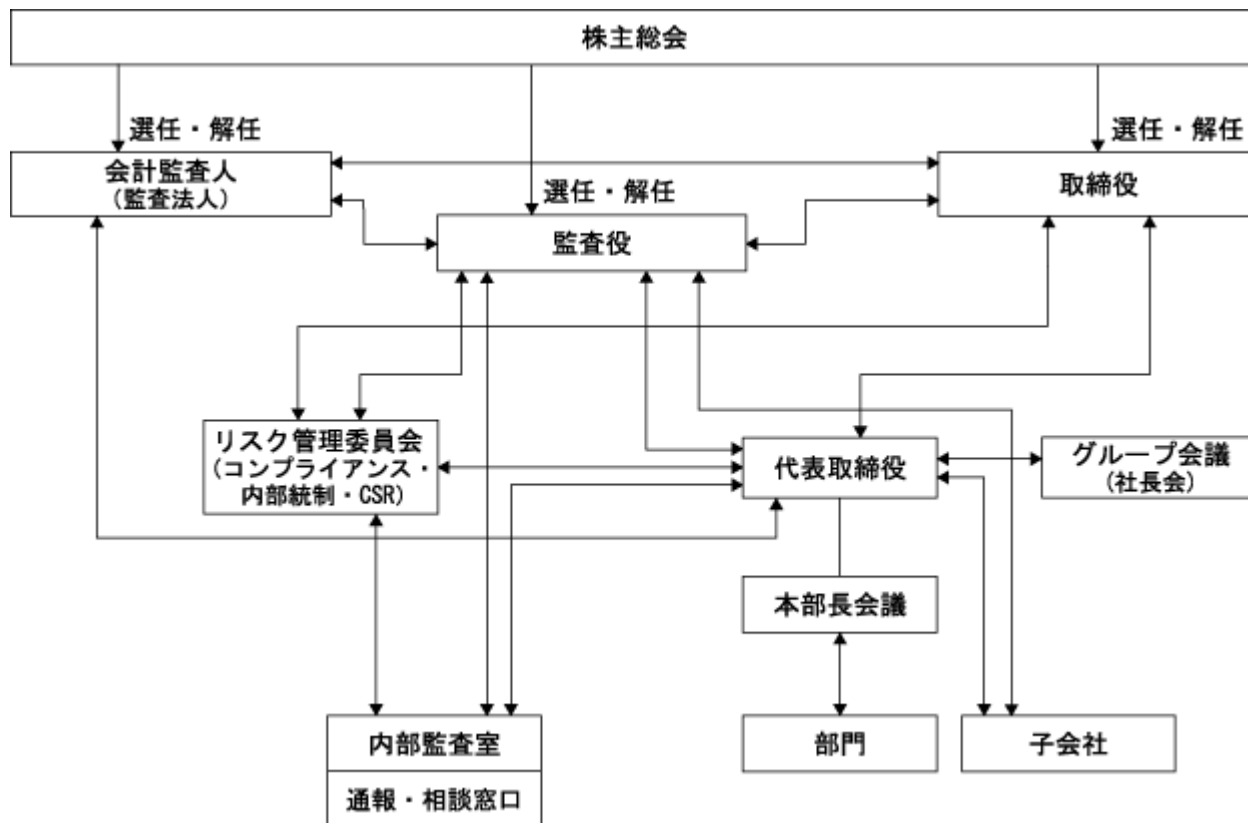 株主総会
選任・解任
選任・解任
会計監査人
(監査法人)
取締役
選任・解任
監査役
リスク管理委員会
(コンプライアンス・
内部統制・CSR)
代表取締役
グループ会議
(社長会)
本部長会議
内部監査室
部門
子会社
通報・相談窓口